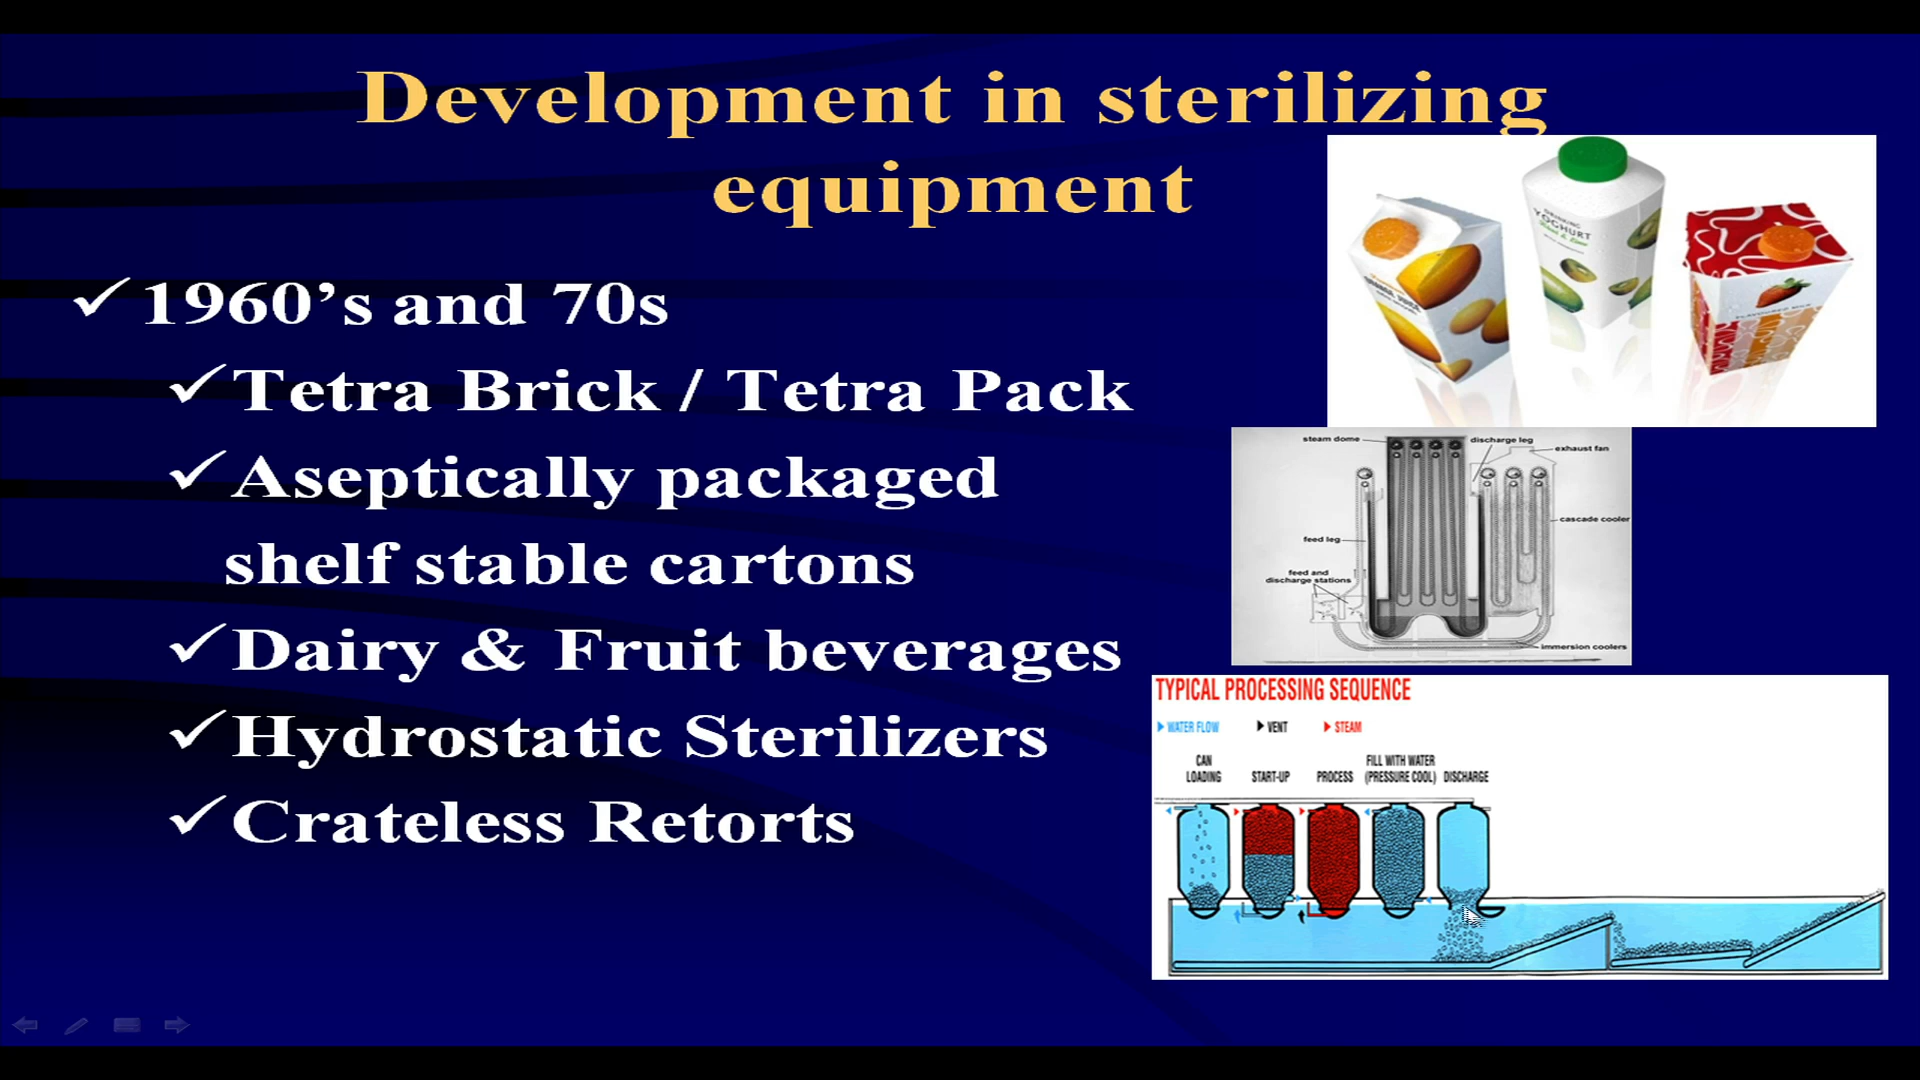 Development in sterilizing
equipment
✓1960’s and 70s
✓Tetra Brick / Tetra Pack
✓Aseptically packaged
shelf stable cartons
✓Dairy & Fruit beverages
✓Hydrostatic Sterilizers
✓Crateless Retorts
YOGHURT
steam dome
discharge leg
exhaust fan
cascade cooler
feed leg
feed and
discharge stations
immersion coolers
TYPICAL PROCESSING SEQUENCE
WATER FLOW VENT STEAM
CAN
LOADING
START-UP
PROCESS
FILL WITH WATER
(PRESSURE COOL)
DISCHARGE